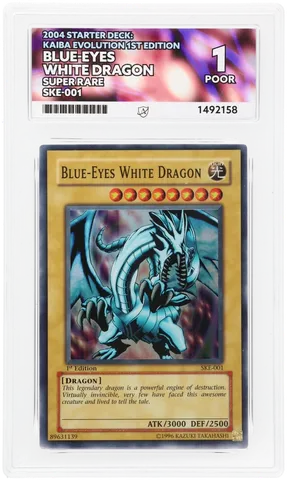 2004 STARTER DECK:
KAIBA EVOLUTION 1ST EDITION
BLUE-EYES
WHITE DRAGON
SUPER RARE
SKE-001
1
POOR
1492158
BLUE-EYES WHITE DRAGON
光
1st Edition
SKE-001
[DRAGON]
This legendary dragon is a powerful engine of destruction.
Virtually invincible, very few have faced this awesome
creature and lived to tell the tale.
ATK/3000 DEF/2500
89631139
©1996 KAZUKI TAKAHASHI